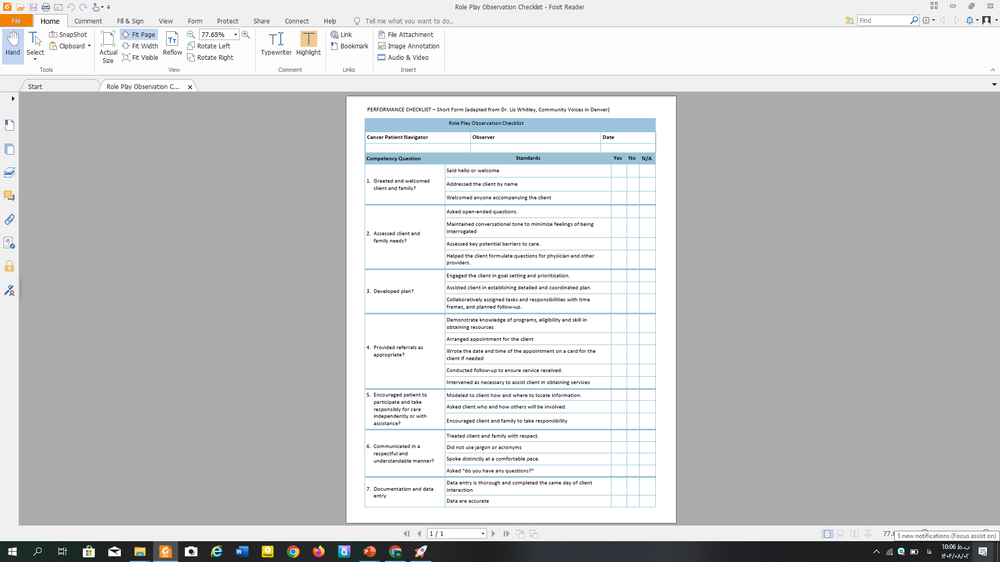 Role Play Observation Checklist - Foxit Reader
File Home Comment Fill & Sign View Form Protect Share Connect Help Tell me what you want to do.. Find
Hand
Select
SnapShot
Clipboard
Tools
Actual Size
Fit Page
Fit Width
Fit Visible
Reflow
77.65%
Rotate Left
Rotate Right
View
Typewriter
Highlight
Comment
Link
Bookmark
Links
File Attachment
Image Annotation
Audio & Video
Insert
Start
Role Play Observation C...
PERFORMANCE CHECKLIST – Short Form (adapted from Dr. Liz Whitley, Community Voices in Denver)
Role Play Observation Checklist
Cancer Patient Navigator Observer Date
Competency Question Standards Yes No N/A
1. Greeted and welcomed
client and family?
Said hello or welcome
Addressed the client by name
Welcomed anyone accompanying the client
2. Assessed client and
family needs?
Asked open-ended questions.
Maintained conversational tone to minimize feelings of being
interrogated
Assessed key potential barriers to care.
Helped the client formulate questions for physician and other
providers.
3. Developed plan?
Engaged the client in goal setting and prioritization.
Assisted client in establishing detailed and coordinated plan.
Collaboratively assigned tasks and responsibilities with time
frames, and planned follow-up.
4. Provided referrals as
appropriate?
Demonstrate knowledge of programs, eligibility and skill in
obtaining resources
Arranged appointment for the client
Wrote the date and time of the appointment on a card for the
client if needed
Conducted follow-up to ensure service received.
Intervened as necessary to assist client in obtaining services
5. Encouraged patient to
participate and take
responsibly for care
independently or with
assistance?
Modeled to client how and where to locate information.
Asked client who and how others will be involved.
Encouraged client and family to take responsibility
6. Communicated in a
respectful and
understandable manner?
Treated client and family with respect.
Did not use jargon or acronyms
Spoke distinctly at a comfortable pace.
Asked “do you have any questions?”
7. Documentation and data
entry
Data entry is thorough and completed the same day of client
interaction
Data are accurate
1 / 1
5 new notifications (Focus assist on)
فا
10:06 ب.ظ
۱۴۰۴/۰۸/۰۲